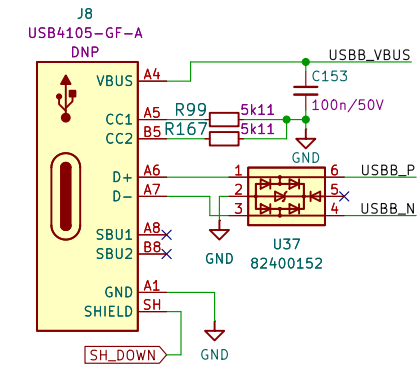 J8
USB4105-GF-A
DNP
USBB_VBUS
VBUS A4
C153
100n/50V
CC1 A5 R99 5k11
CC2 B5 R167 5k11
GND
D+ A6 1 6 USBB_P
D- A7 2 5
3 4 USBB_N
SBU1 A8
SBU2 B8
GND
U37
82400152
GND A1
SHIELD SH
SH_DOWN
GND